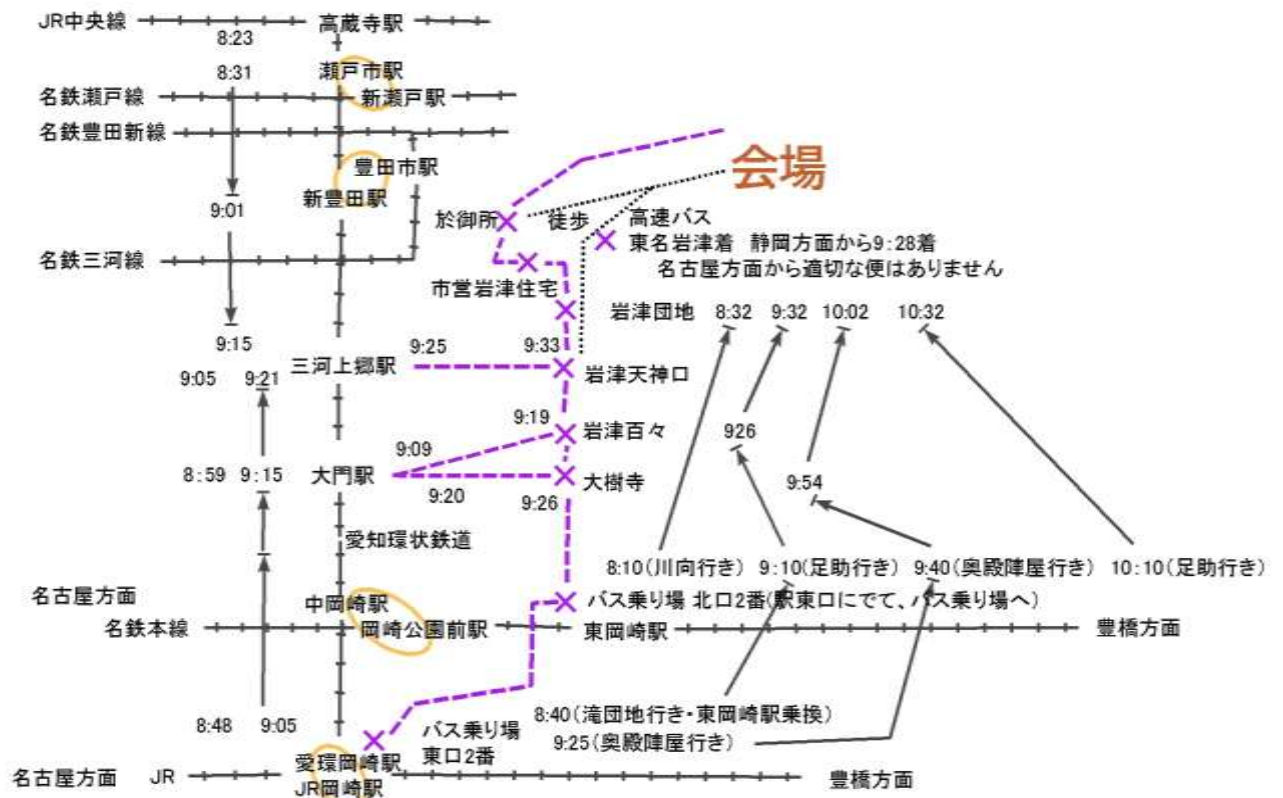 JR中央線
高蔵寺駅
8:23
瀬戸市駅
8:31
名鉄瀬戸線
新瀬戸駅
名鉄豊田新線
豊田市駅
会場
新豊田駅
9:01
於御所
徒歩
高速バス
東名岩津着 静岡方面から9:28着
名古屋方面から適切な便はありません
名鉄三河線
市営岩津住宅
岩津団地 8:32 9:32 10:02 10:32
9:15
9:25
9:33
三河上郷駅
岩津天神口
9:05 9:21
9:19
岩津百々
926
9:09
8:59 9:15
大門駅
大樹寺
9:54
9:20
9:26
愛知環状鉄道
8:10(川向行き) 9:10(足助行き) 9:40(奥殿陣屋行き) 10:10(足助行き)
名古屋方面
中岡崎駅
バス乗り場 北口2番(駅東口にでて、バス乗り場へ)
名鉄本線
岡崎公園前駅
東岡崎駅
豊橋方面
8:48 9:05
8:40(滝団地行き・東岡崎駅乗換)
バス乗り場
東口2番
9:25(奥殿陣屋行き)
愛環岡崎駅
名古屋方面 JR
JR岡崎駅
豊橋方面